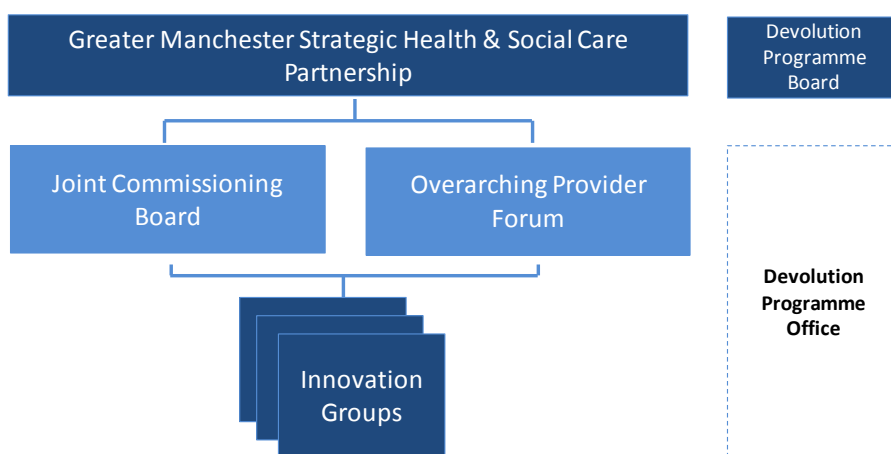 Greater Manchester Strategic Health & Social Care
Partnership
Devolution
Programme
Board
Joint Commissioning
Board
Overarching Provider
Forum
Devolution
Programme
Office
Innovation
Groups